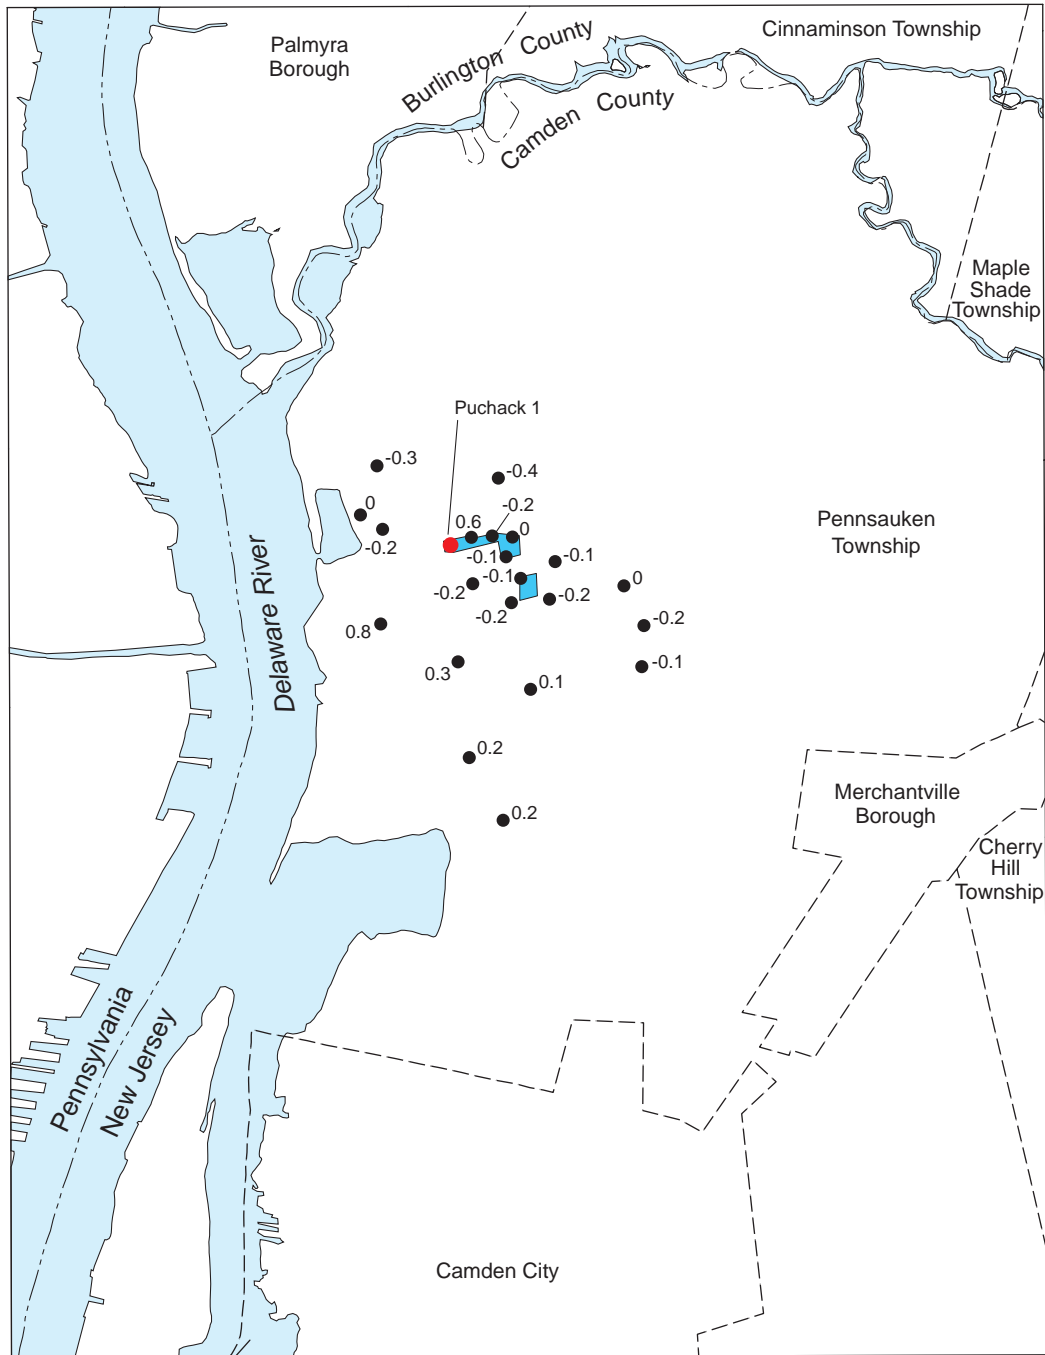 Palmyra
Borough
Burlington County
Camden County
Cinnaminson Township
Maple
Shade
Township
Puchack 1
-0.3
-0.4
0
-0.2
0.6
-0.2
0
-0.1
-0.1
-0.1
-0.2
-0.2
-0.2
0
-0.2
-0.1
0.8
0.3
0.1
0.2
0.2
Pennsauken
Township
Delaware River
Merchantville
Borough
Cherry
Hill
Township
Pennsylvania
New Jersey
Camden City